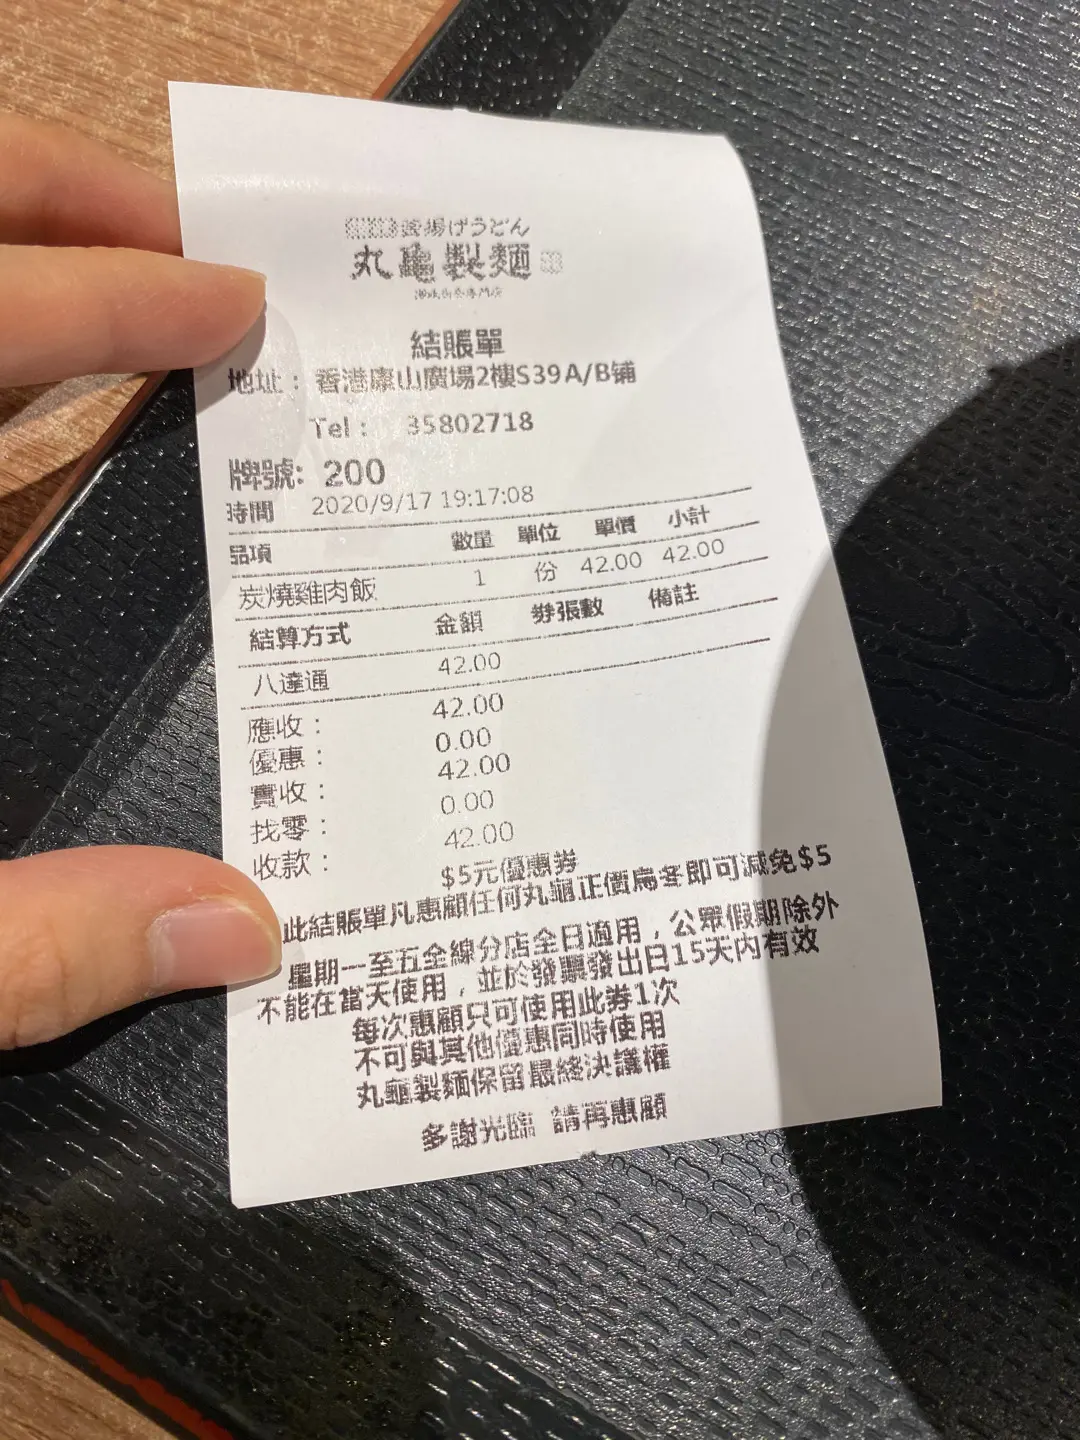 釜揚げうどん
丸亀製麵
結賬單
地址：香港康山廣場2樓S39A/B铺
Tel： 35802718
牌號: 200
時間 2020/9/17 19:17:08
品項 數量 單位 單價 小計
炭燒雞肉飯 1 份 42.00 42.00
結算方式 金額 券張數 備註
八達通 42.00
應收： 42.00
優惠： 0.00
實收： 42.00
找零： 0.00
收款： 42.00
$5元優惠券
此結賬單凡惠顧任何丸龜正價烏冬即可減免$5
星期一至五全線分店全日適用，公眾假期除外
不能在當天使用，並於發票發出日15天內有效
每次惠顧只可使用此券1次
不可與其他優惠同時使用
丸龜製麵保留最終決議權
多謝光臨 請再惠顧